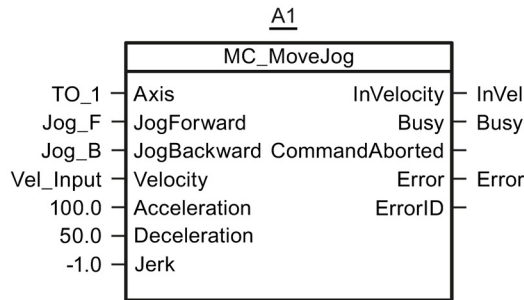 A1
MC_MoveJog
TO_1 Axis InVelocity InVel
Jog_F JogForward Busy Busy
Jog_B JogBackward CommandAborted
Vel_Input Velocity Error Error
100.0 Acceleration ErrorID
50.0 Deceleration
-1.0 Jerk